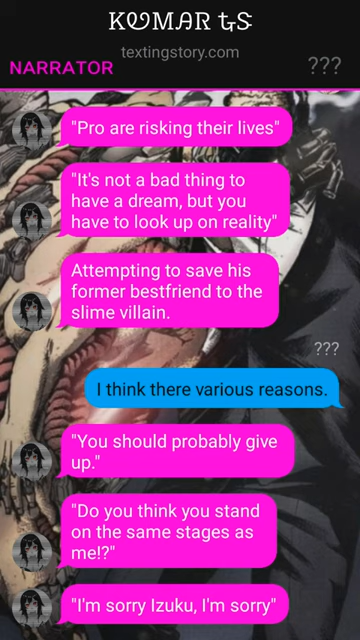 KUMAR GS
textingstory.com
NARRATOR
???
"Pro are risking their lives"
"It's not a bad thing to
have a dream, but you
have to look up on reality"
Attempting to save his
former bestfriend to the
slime villain.
???
I think there various reasons.
"You should probably give
up."
"Do you think you stand
on the same stages as
me!?"
"I'm sorry Izuku, I'm sorry"